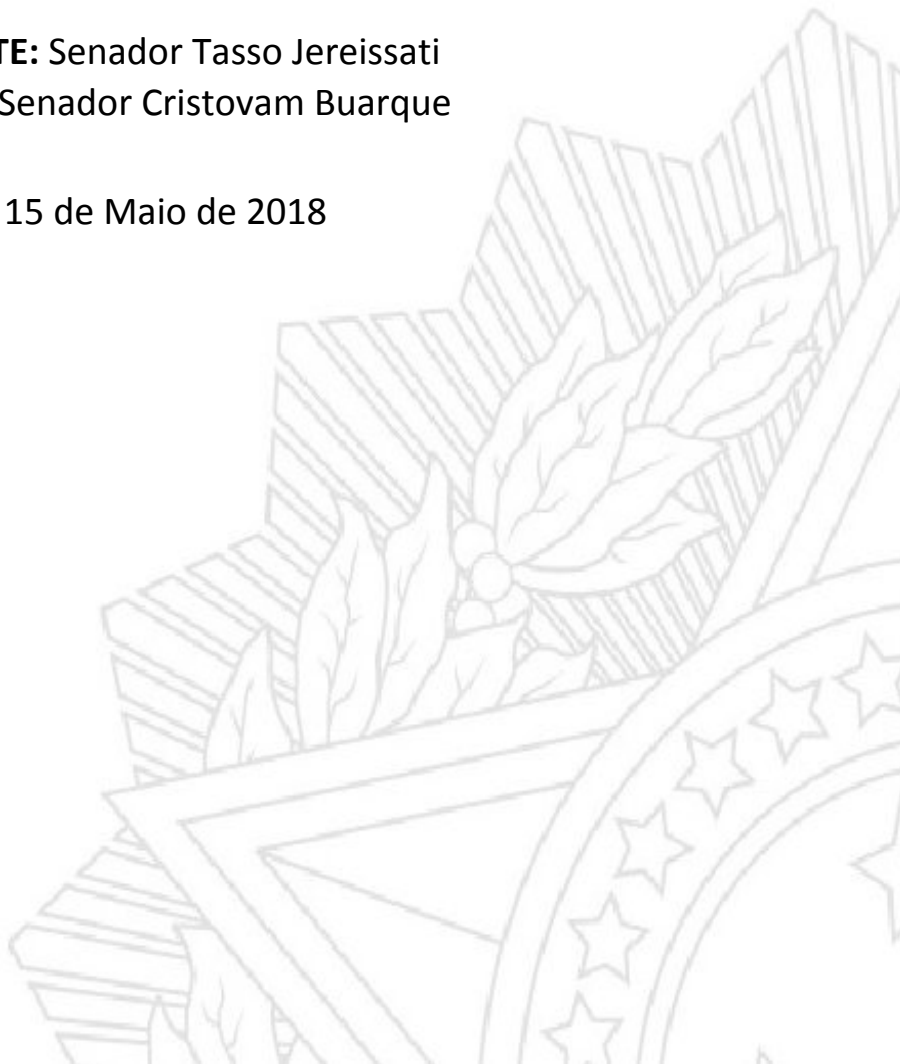 TE: Senador Tasso Jereissati
Senador Cristovam Buarque
15 de Maio de 2018